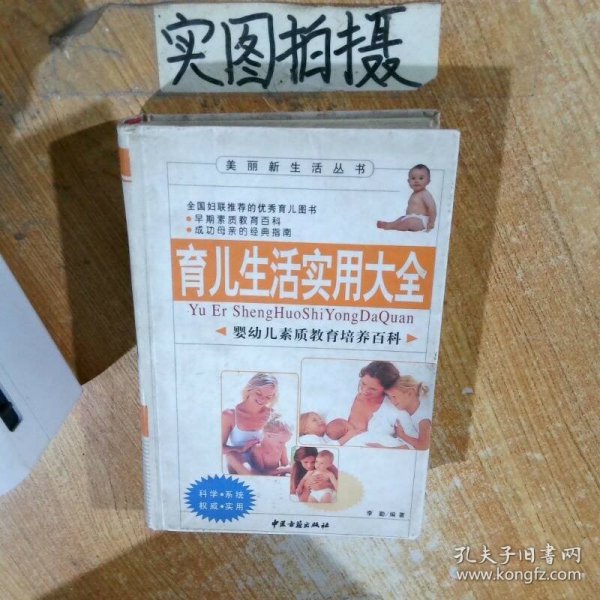 实图拍摄
美丽新生活丛书
全国妇联推荐的优秀育儿图书
●早期素质教育百科
●成功母亲的经典指南
育儿生活实用大全
Yu Er ShengHuoShiYongDaQuan
婴幼儿素质教育培养百科
科学●系统
权威●实用
李勤/编著
中医古籍出版社
孔夫子旧书网
www.kongfz.com